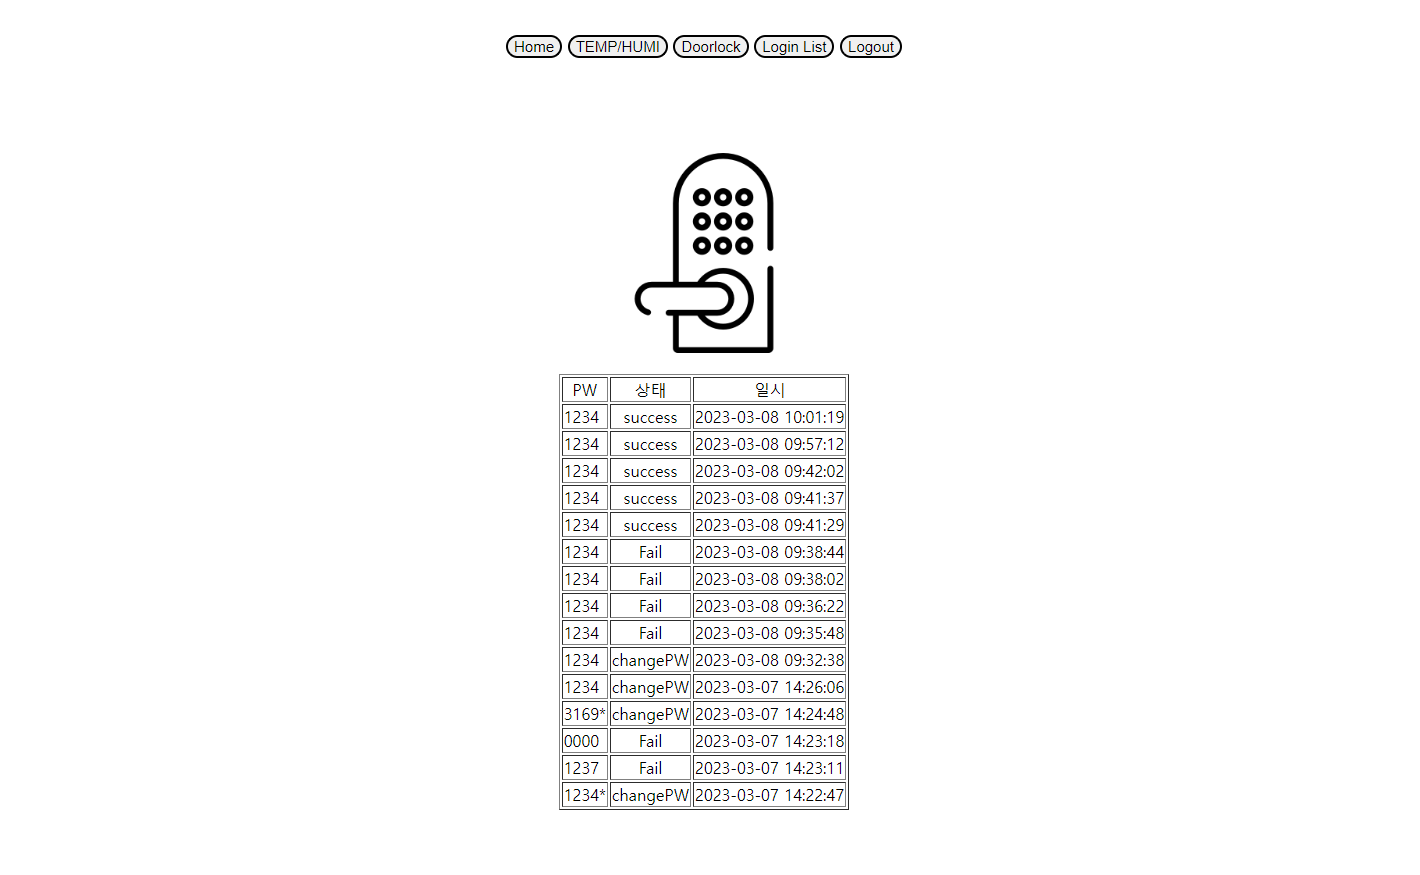 Home TEMP/HUMI Doorlock Login List Logout
PW 상태 일시
1234 success 2023-03-08 10:01:19
1234 success 2023-03-08 09:57:12
1234 success 2023-03-08 09:42:02
1234 success 2023-03-08 09:41:37
1234 success 2023-03-08 09:41:29
1234 Fail 2023-03-08 09:38:44
1234 Fail 2023-03-08 09:38:02
1234 Fail 2023-03-08 09:36:22
1234 Fail 2023-03-08 09:35:48
1234 changePW 2023-03-08 09:32:38
1234 changePW 2023-03-07 14:26:06
3169* changePW 2023-03-07 14:24:48
0000 Fail 2023-03-07 14:23:18
1237 Fail 2023-03-07 14:23:11
1234* changePW 2023-03-07 14:22:47